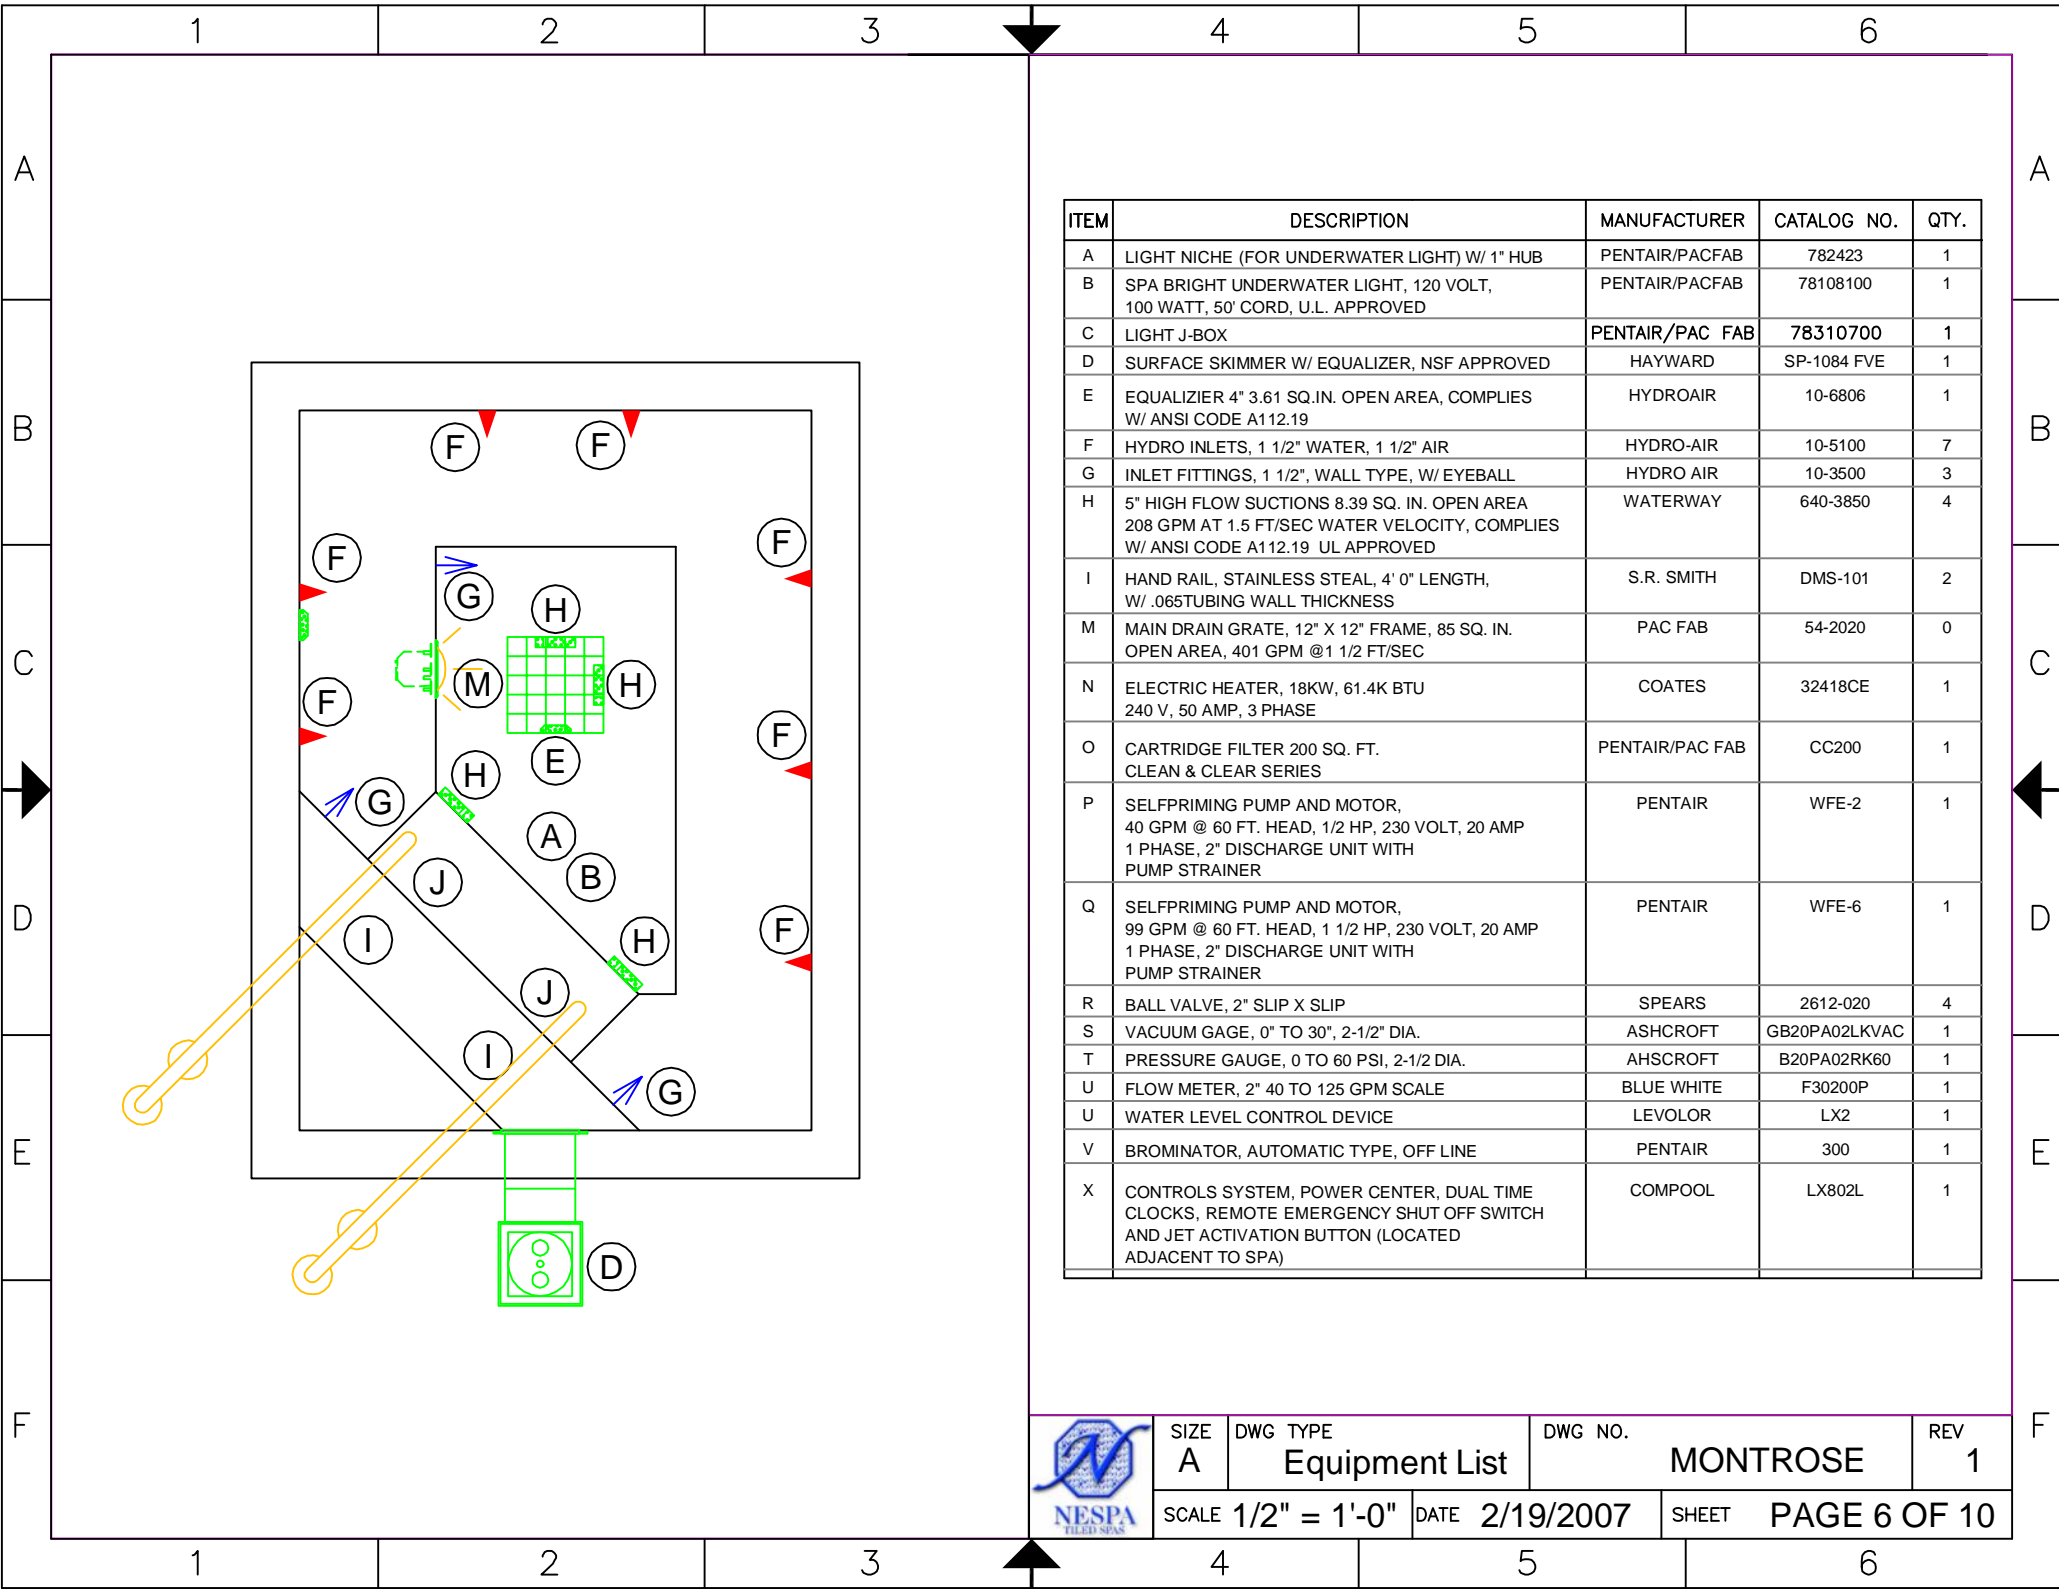 1 2 3 4 5 6
A A
B B
C C
D D
E E
F F
F F
F F
G
H
M H
F
F
E
H
G
A
J B
I
H F
J
I
G
D
ITEM DESCRIPTION MANUFACTURER CATALOG NO. QTY.
A LIGHT NICHE (FOR UNDERWATER LIGHT) W/ 1" HUB PENTAIR/PACFAB 782423 1
B SPA BRIGHT UNDERWATER LIGHT, 120 VOLT, PENTAIR/PACFAB 78108100 1
100 WATT, 50' CORD, U.L. APPROVED
C LIGHT J-BOX PENTAIR/PAC FAB 78310700 1
D SURFACE SKIMMER W/ EQUALIZER, NSF APPROVED HAYWARD SP-1084 FVE 1
E EQUALIZIER 4" 3.61 SQ.IN. OPEN AREA, COMPLIES HYDROAIR 10-6806 1
W/ ANSI CODE A112.19
F HYDRO INLETS, 1 1/2" WATER, 1 1/2" AIR HYDRO-AIR 10-5100 7
G INLET FITTINGS, 1 1/2", WALL TYPE, W/ EYEBALL HYDRO AIR 10-3500 3
H 5" HIGH FLOW SUCTIONS 8.39 SQ. IN. OPEN AREA WATERWAY 640-3850 4
208 GPM AT 1.5 FT/SEC WATER VELOCITY, COMPLIES
W/ ANSI CODE A112.19 UL APPROVED
I HAND RAIL, STAINLESS STEAL, 4' 0" LENGTH, S.R. SMITH DMS-101 2
W/ .065TUBING WALL THICKNESS
M MAIN DRAIN GRATE, 12" X 12" FRAME, 85 SQ. IN. PAC FAB 54-2020 0
OPEN AREA, 401 GPM @1 1/2 FT/SEC
N ELECTRIC HEATER, 18KW, 61.4K BTU COATES 32418CE 1
240 V, 50 AMP, 3 PHASE
O CARTRIDGE FILTER 200 SQ. FT. PENTAIR/PAC FAB CC200 1
CLEAN & CLEAR SERIES
P SELFPRIMING PUMP AND MOTOR, PENTAIR WFE-2 1
40 GPM @ 60 FT. HEAD, 1/2 HP, 230 VOLT, 20 AMP
1 PHASE, 2" DISCHARGE UNIT WITH
PUMP STRAINER
Q SELFPRIMING PUMP AND MOTOR, PENTAIR WFE-6 1
99 GPM @ 60 FT. HEAD, 1 1/2 HP, 230 VOLT, 20 AMP
1 PHASE, 2" DISCHARGE UNIT WITH
PUMP STRAINER
R BALL VALVE, 2" SLIP X SLIP SPEARS 2612-020 4
S VACUUM GAGE, 0" TO 30", 2-1/2" DIA. ASHCROFT GB20PA02LKVAC 1
T PRESSURE GAUGE, 0 TO 60 PSI, 2-1/2 DIA. AHSCROFT B20PA02RK60 1
U FLOW METER, 2" 40 TO 125 GPM SCALE BLUE WHITE F30200P 1
U WATER LEVEL CONTROL DEVICE LEVOLOR LX2 1
V BROMINATOR, AUTOMATIC TYPE, OFF LINE PENTAIR 300 1
X CONTROLS SYSTEM, POWER CENTER, DUAL TIME COMPOOL LX802L 1
CLOCKS, REMOTE EMERGENCY SHUT OFF SWITCH
AND JET ACTIVATION BUTTON (LOCATED
ADJACENT TO SPA)
N
NESPA
TILED SPAS
SIZE DWG TYPE DWG NO. REV
A Equipment List MONTROSE 1
SCALE 1/2" = 1'-0" DATE 2/19/2007 SHEET PAGE 6 OF 10
1 2 3 4 5 6